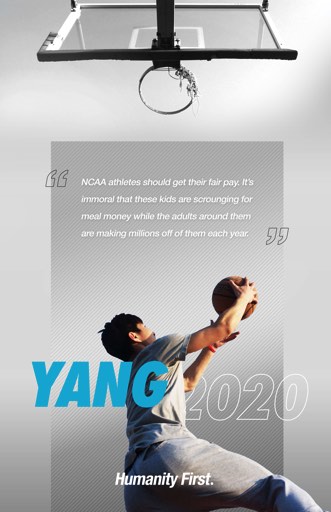 “
NCAA athletes should get their fair pay. It's
immoral that these kids are scrounging for
meal money while the adults around them
are making millions off of them each year.
”
YANG 2020
Humanity First.